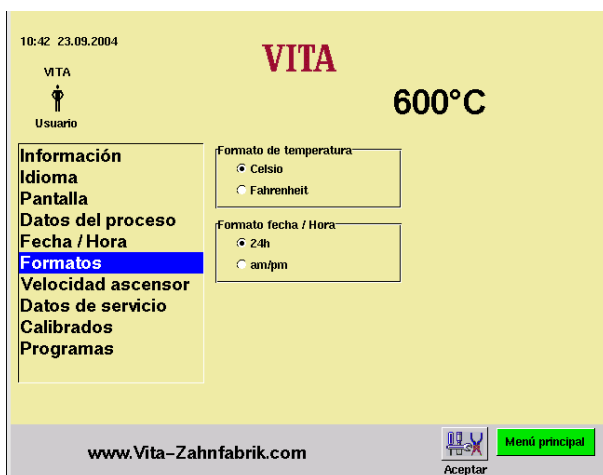 10:42 23.09.2004
VITA
VITA
600°C
Usuario
Información
Idioma
Pantalla
Datos del proceso
Fecha / Hora
Formatos
Velocidad ascensor
Datos de servicio
Calibrados
Programas
Formato de temperatura
Celsio
Fahrenheit
Formato fecha / Hora
24h
am/pm
www.Vita-Zahnfabrik.com
Aceptar
Menú principal